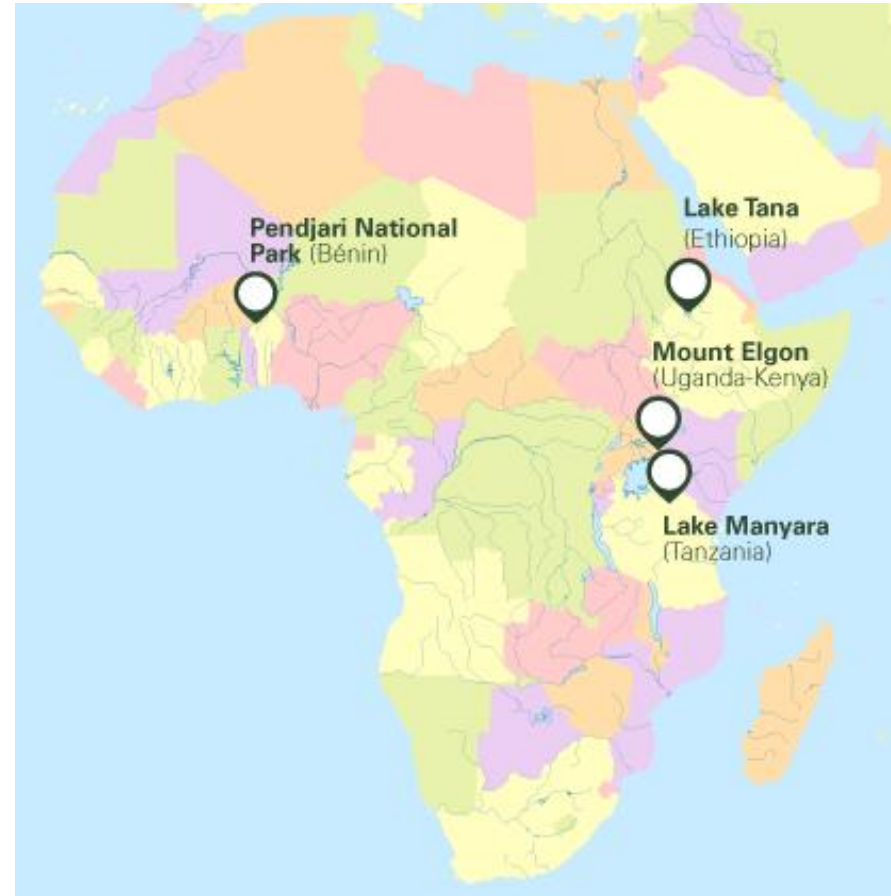 Pendjari National
Park (Bénin)
Lake Tana
(Ethiopia)
Mount Elgon
(Uganda-Kenya)
Lake Manyara
(Tanzania)